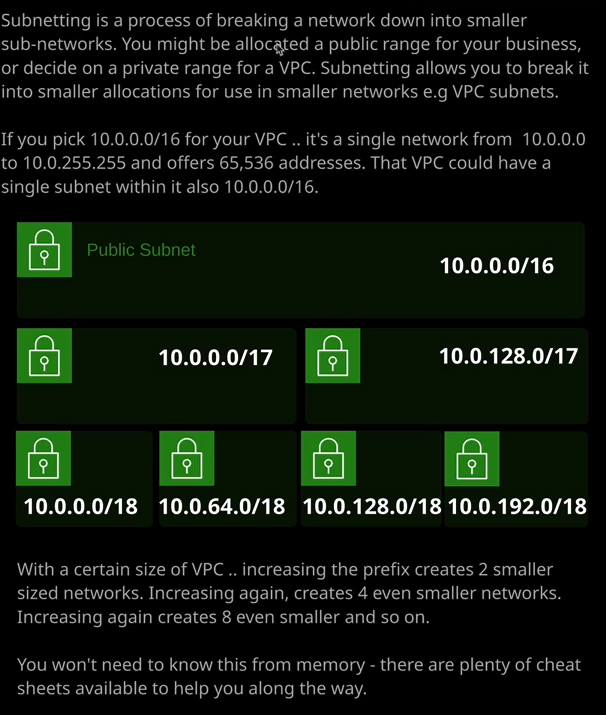 Subnetting is a process of breaking a network down into smaller
sub-networks. You might be allocated a public range for your business,
or decide on a private range for a VPC. Subnetting allows you to break it
into smaller allocations for use in smaller networks e.g VPC subnets.
If you pick 10.0.0.0/16 for your VPC .. it's a single network from 10.0.0.0
to 10.0.255.255 and offers 65,536 addresses. That VPC could have a
single subnet within it also 10.0.0.0/16.
Public Subnet
10.0.0.0/16
10.0.0.0/17
10.0.128.0/17
10.0.0.0/18
10.0.64.0/18
10.0.128.0/18
10.0.192.0/18
With a certain size of VPC .. increasing the prefix creates 2 smaller
sized networks. Increasing again, creates 4 even smaller networks.
Increasing again creates 8 even smaller and so on.
You won't need to know this from memory - there are plenty of cheat
sheets available to help you along the way.